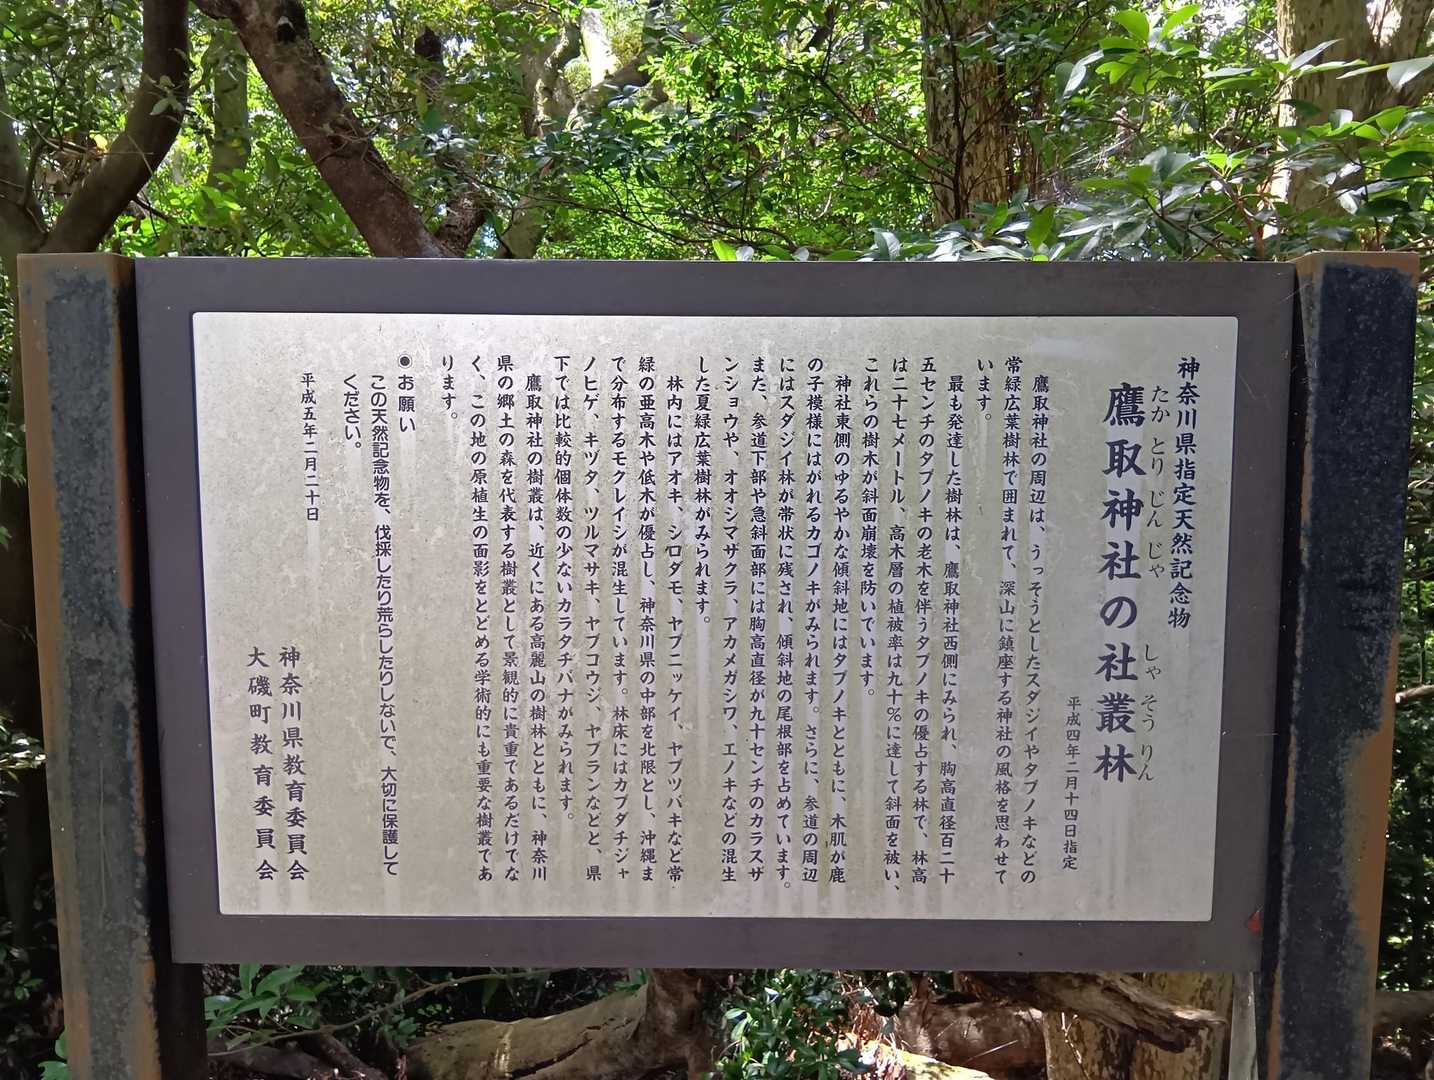 神奈川県指定天然記念物
鷹取神社の社叢林
たか とり じん じゃ しゃ そう りん
平成四年二月十四日指定
鷹取神社の周辺は、うっそうとしたスダジイやタブノキなどの
常緑広葉樹林で囲まれて、深山に鎮座する神社の風格を思わせて
います。
最も発達した樹林は、鷹取神社西側にみられ、胸高直径百二十
五センチのタブノキの老木を伴うタブノキの優占する林で、林高
は二十七メートル、高木層の植被率は九十%に達して斜面を被い、
これらの樹木が斜面崩壊を防いでいます。
神社東側のゆるやかな傾斜地にはタブノキとともに、木肌が鹿
の子模様にはがれるカゴノキがみられます。さらに、参道の周辺
にはスダジイ林が帯状に残され、傾斜地の尾根部を占めています。
また、参道下部や急斜面部には胸高直径が九十センチのカラスザ
ンショウや、オオシマザクラ、アカメガシワ、エノキなどの混生
した夏緑広葉樹林がみられます。
林内にはアオキ、シロダモ、ヤブニッケイ、ヤブツバキなど常
緑の亜高木や低木が優占し、神奈川県の中部を北限とし、沖縄ま
で分布するモクレイシが混生しています。林床にはカブダチジャ
ノヒゲ、キヅタ、ツルマサキ、ヤブコウジ、ヤブランなどと、県
下では比較的個体数の少ないカラタチバナがみられます。
鷹取神社の樹叢は、近くにある高麗山の樹林とともに、神奈川
県の郷土の森を代表する樹叢として景観的に貴重であるだけでな
く、この地の原植生の面影をとどめる学術的にも重要な樹叢であ
ります。
●お願い
この天然記念物を、伐採したり荒らしたりしないで、大切に保護して
ください。
平成五年二月二十日
神奈川県教育委員会
大磯町教育委員会